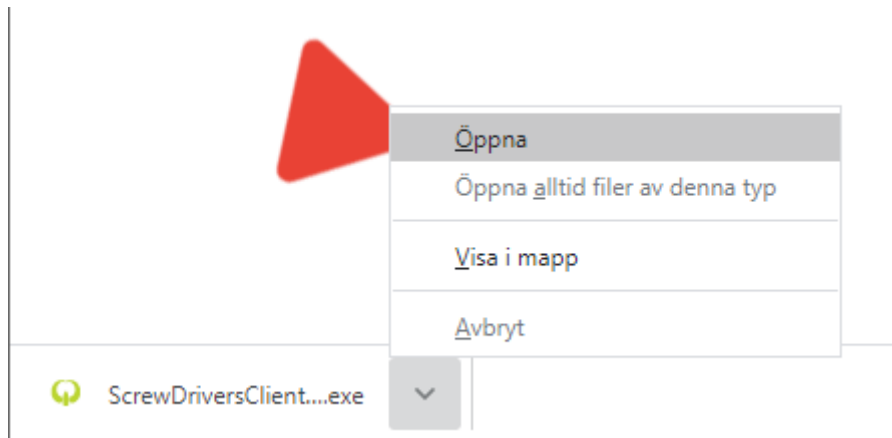 Öppna
Öppna alltid filer av denna typ
Visa i mapp
Avbryt
ScrewDriversClient....exe